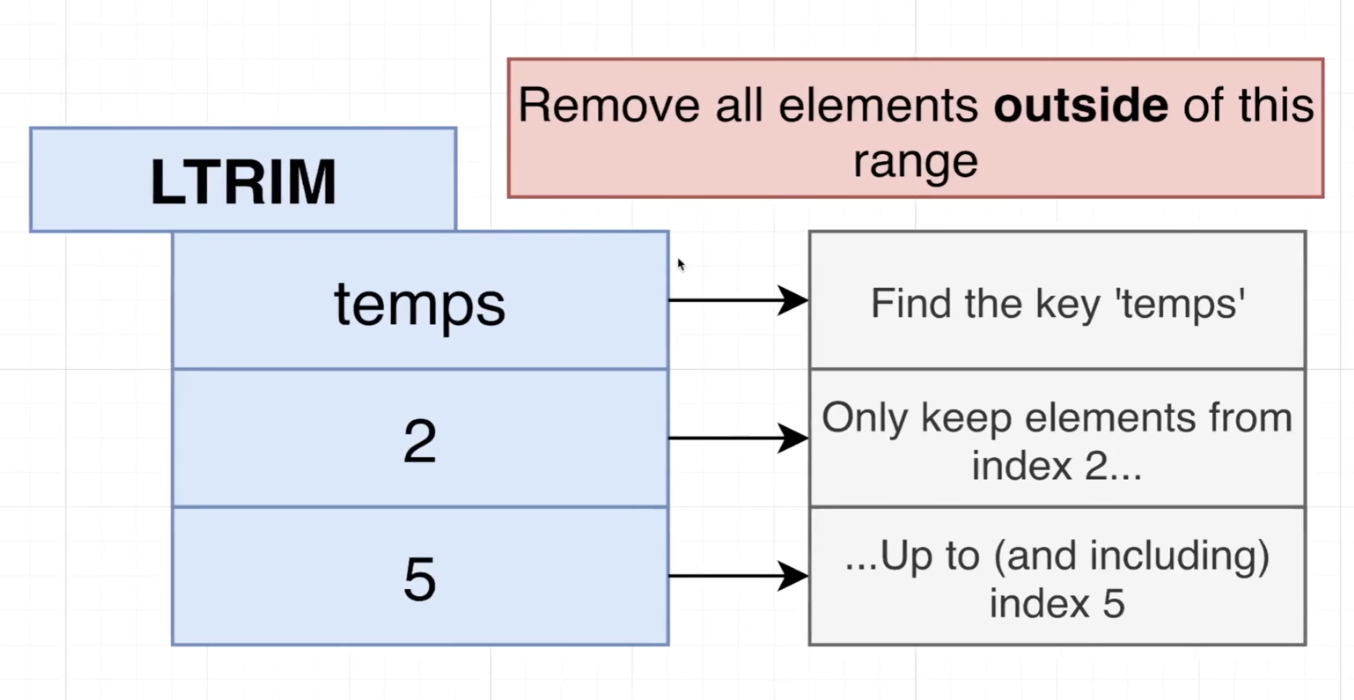 Remove all elements outside of this
range
LTRIM
temps
Find the key 'temps'
2
Only keep elements from
index 2...
5
...Up to (and including)
index 5